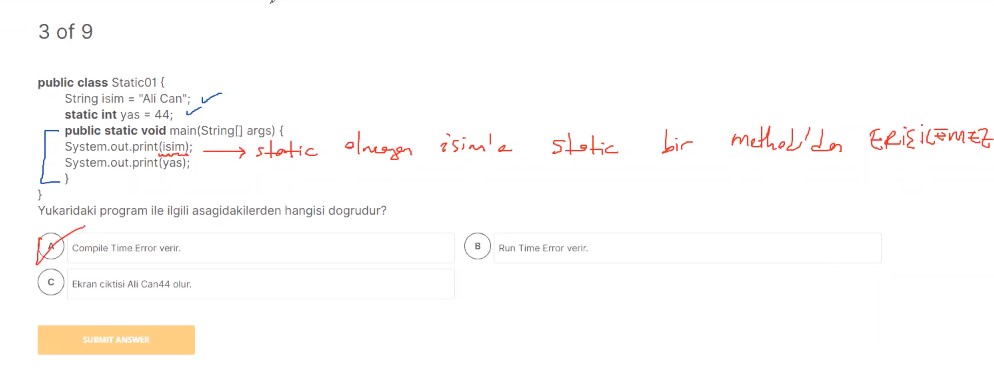 3 of 9
public class Static01 {
String isim = "Ali Can";
static int yas = 44;
public static void main(String[] args) {
System.out.print(isim); static olmayan isim'e static bir method'dan ERİŞİLEMEZ
System.out.print(yas);
}
}
Yukaridaki program ile ilgili asagidakilerden hangisi dogrudur?
A Compile Time Error verir.
B Run Time Error verir.
C Ekran ciktisi Ali Can44 olur.
SUBMIT ANSWER